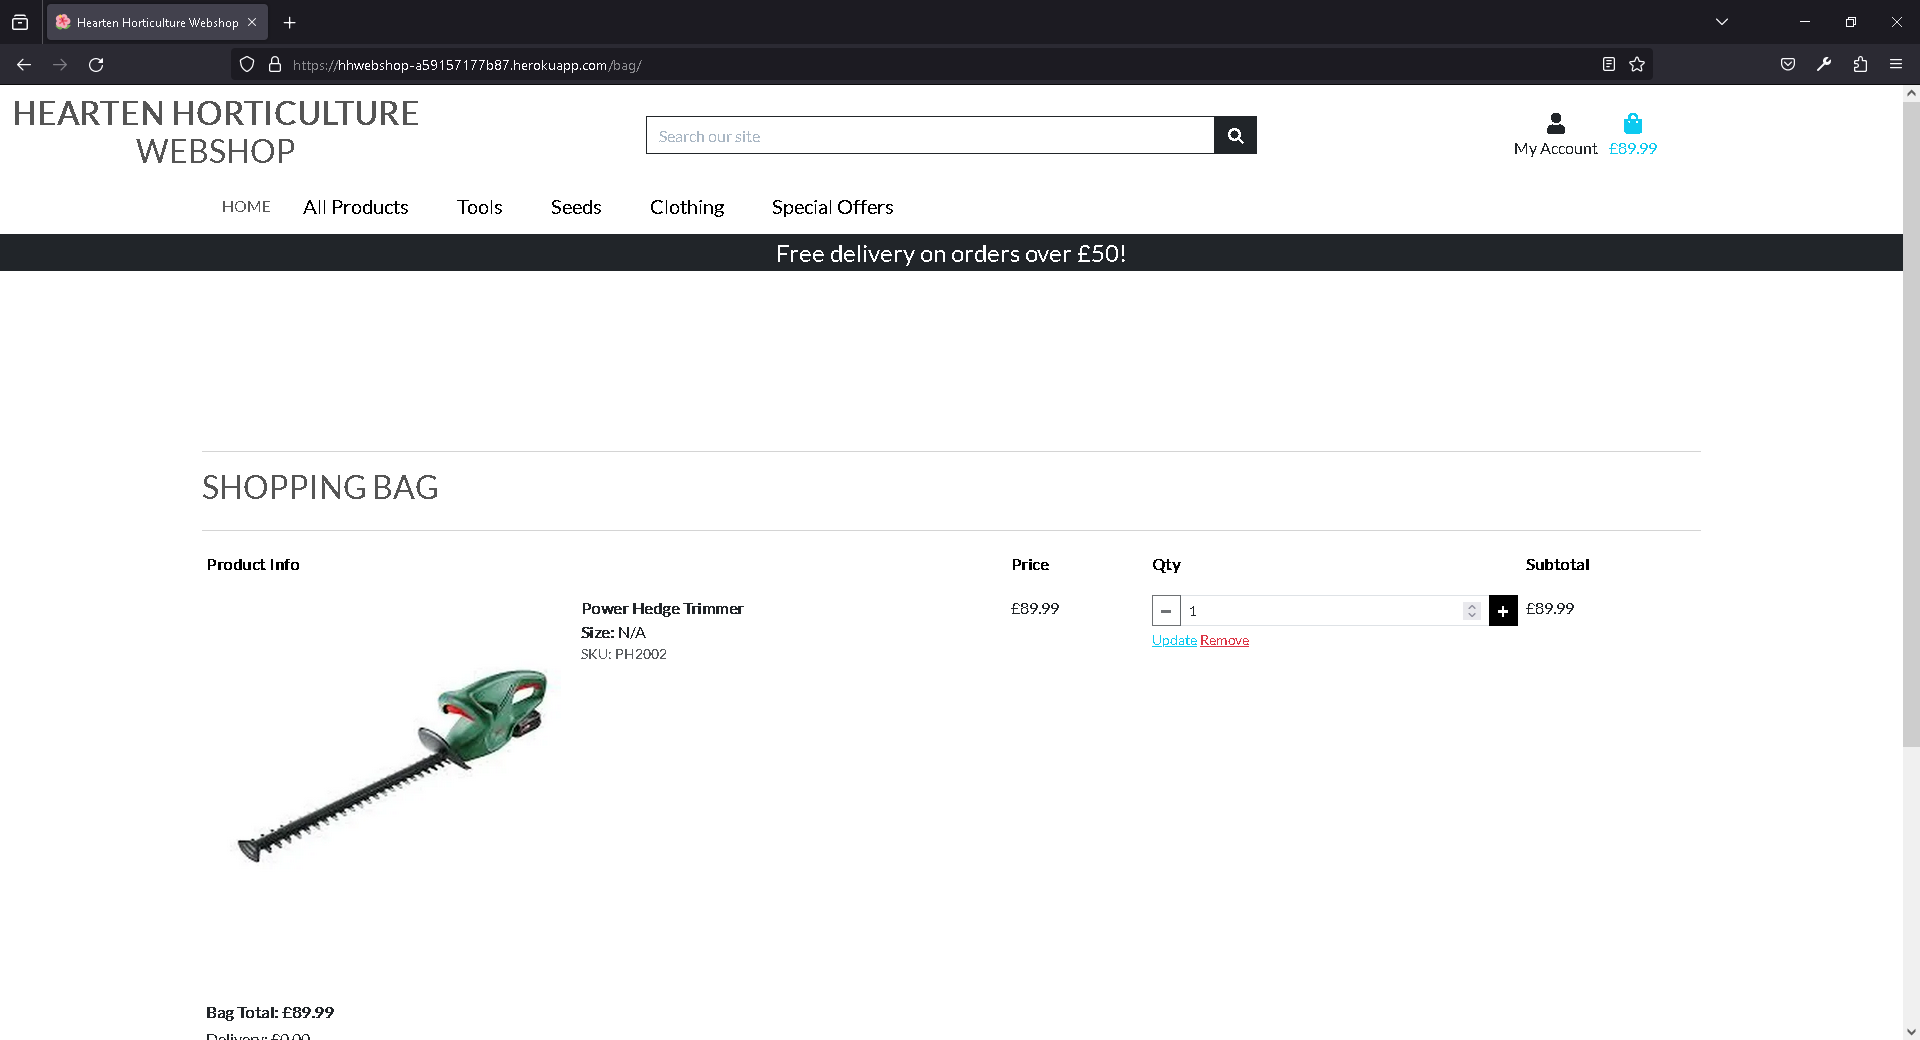 Hearten Horticulture Webshop
https://hhwebshop-a59157177b87.herokuapp.com/bag/
HEARTEN HORTICULTURE
WEBSHOP
Search our site
My Account
£89.99
HOME
All Products
Tools
Seeds
Clothing
Special Offers
Free delivery on orders over £50!
SHOPPING BAG
Product Info
Price
Qty
Subtotal
Power Hedge Trimmer
£89.99
1
£89.99
Size: N/A
Update Remove
SKU: PH2002
Bag Total: £89.99
Delivery: £0.00